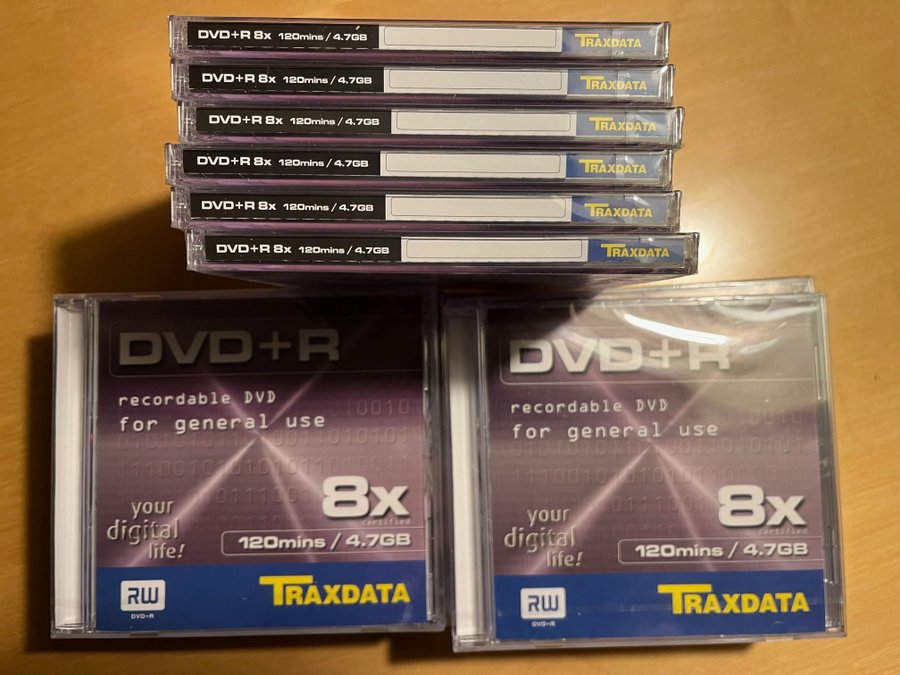 DVD+R 8x 120mins / 4.7GB TRAXDATA
DVD+R 8x 120mins / 4.7GB TRAXDATA
DVD+R 8x 120mins / 4.7GB TRAXDATA
DVD+R 8x 120mins / 4.7GB TRAXDATA
DVD+R 8x 120mins / 4.7GB TRAXDATA
DVD+R 8x 120mins / 4.7GB TRAXDATA
DVD+R
recordable DVD
for general use
8x
certified
your
digital
life!
120mins / 4.7GB
RW
DVD+R
TRAXDATA
DVD+R
recordable DVD
for general use
8x
certified
your
digital
life!
120mins / 4.7GB
RW
DVD+R
TRAXDATA